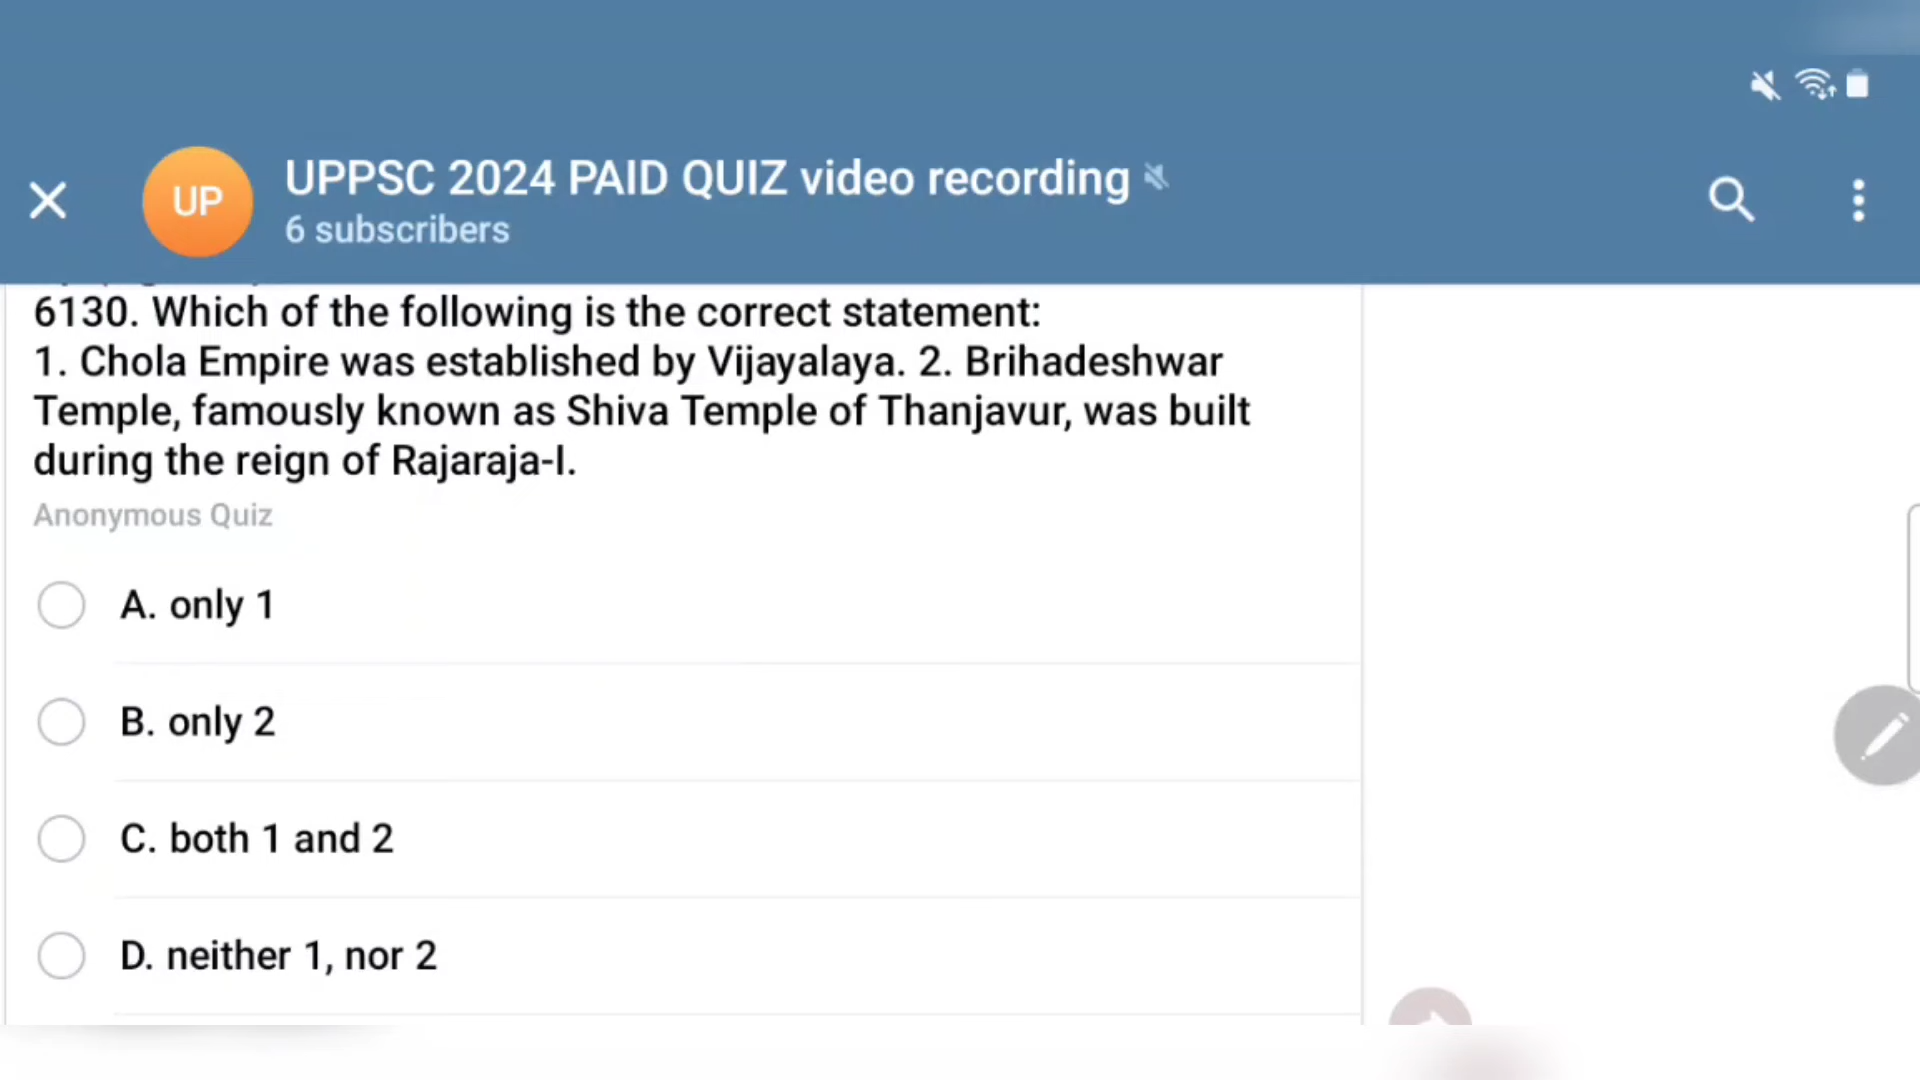 UP
UPPSC 2024 PAID QUIZ video recording
6 subscribers
6130. Which of the following is the correct statement:
1. Chola Empire was established by Vijayalaya. 2. Brihadeshwar
Temple, famously known as Shiva Temple of Thanjavur, was built
during the reign of Rajaraja-I.
Anonymous Quiz
A. only 1
B. only 2
C. both 1 and 2
D. neither 1, nor 2